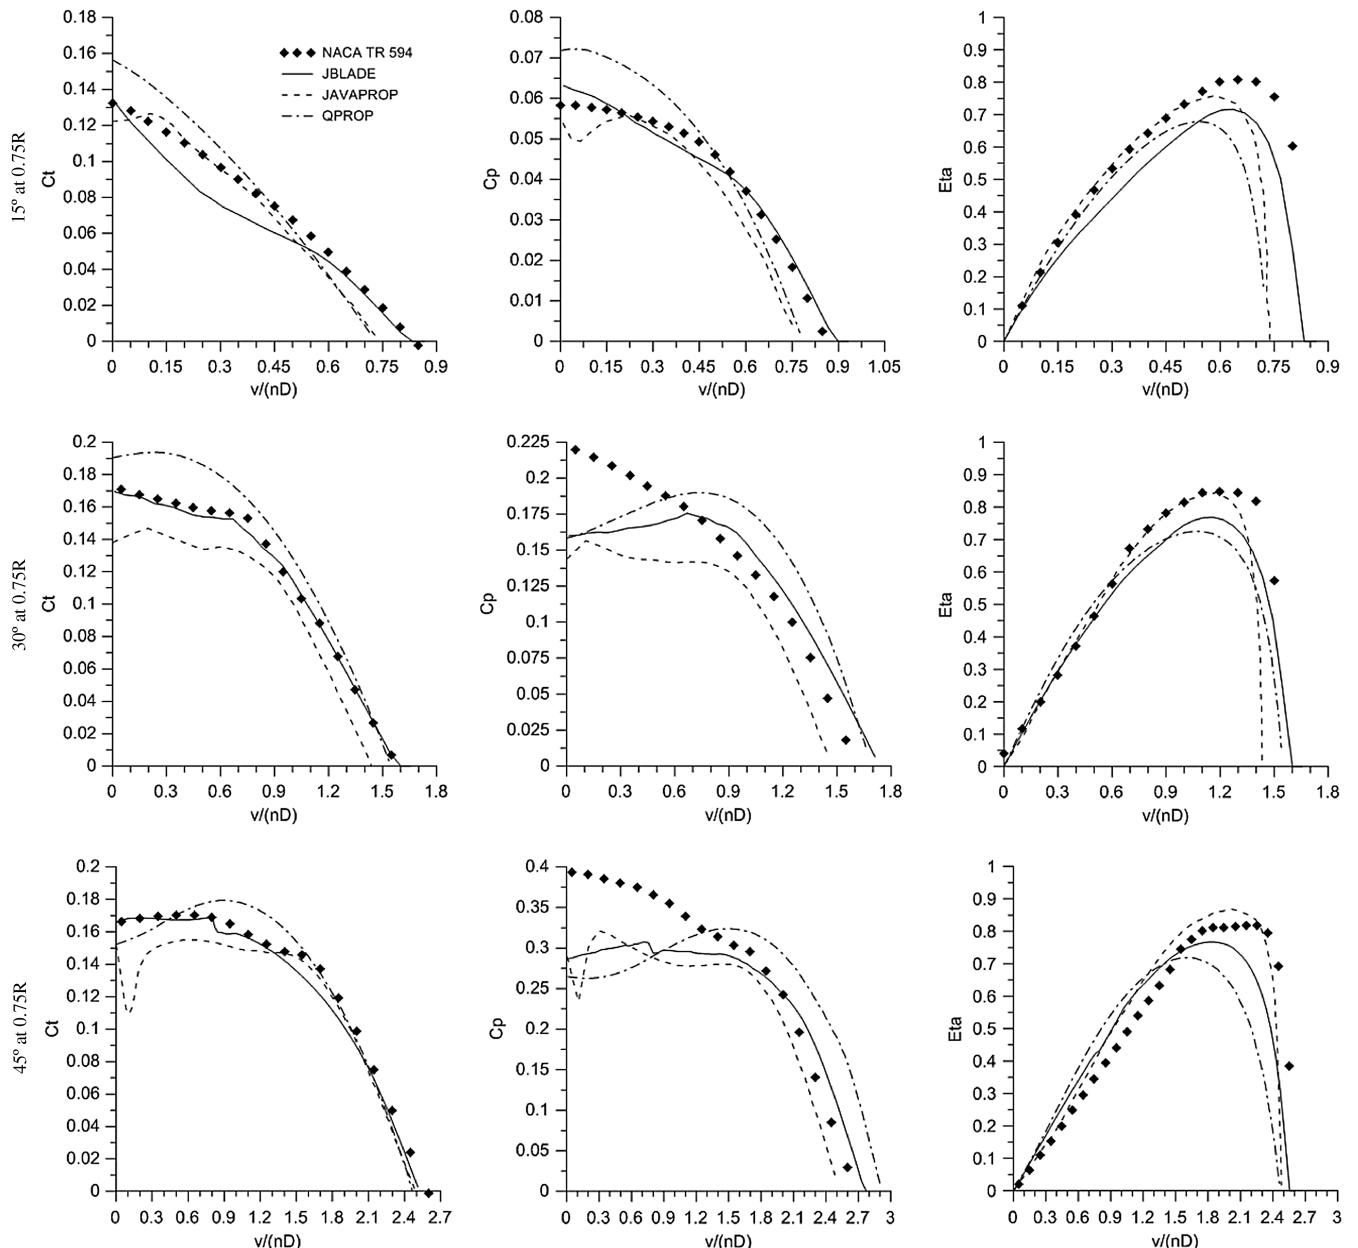 15º at 0.75R
Ct
0.18
0.16
0.14
0.12
0.1
0.08
0.06
0.04
0.02
0
0 0.15 0.3 0.45 0.6 0.75 0.9
v/(nD)
NACA TR 594
JBLADE
JAVAPROP
QPROP
Cp
0.08
0.07
0.06
0.05
0.04
0.03
0.02
0.01
0
0 0.15 0.3 0.45 0.6 0.75 0.9 1.05
v/(nD)
Eta
1
0.9
0.8
0.7
0.6
0.5
0.4
0.3
0.2
0.1
0
0 0.15 0.3 0.45 0.6 0.75 0.9
v/(nD)
30º at 0.75R
Ct
0.2
0.18
0.16
0.14
0.12
0.1
0.08
0.06
0.04
0.02
0
0 0.3 0.6 0.9 1.2 1.5 1.8
v/(nD)
Cp
0.225
0.2
0.175
0.15
0.125
0.1
0.075
0.05
0.025
0
0 0.3 0.6 0.9 1.2 1.5 1.8
v/(nD)
Eta
1
0.9
0.8
0.7
0.6
0.5
0.4
0.3
0.2
0.1
0
0 0.3 0.6 0.9 1.2 1.5 1.8
v/(nD)
45º at 0.75R
Ct
0.2
0.18
0.16
0.14
0.12
0.1
0.08
0.06
0.04
0.02
0
0 0.3 0.6 0.9 1.2 1.5 1.8 2.1 2.4 2.7
v/(nD)
Cp
0.4
0.35
0.3
0.25
0.2
0.15
0.1
0.05
0
0 0.3 0.6 0.9 1.2 1.5 1.8 2.1 2.4 2.7 3
v/(nD)
Eta
1
0.9
0.8
0.7
0.6
0.5
0.4
0.3
0.2
0.1
0
0 0.3 0.6 0.9 1.2 1.5 1.8 2.1 2.4 2.7 3
v/(nD)